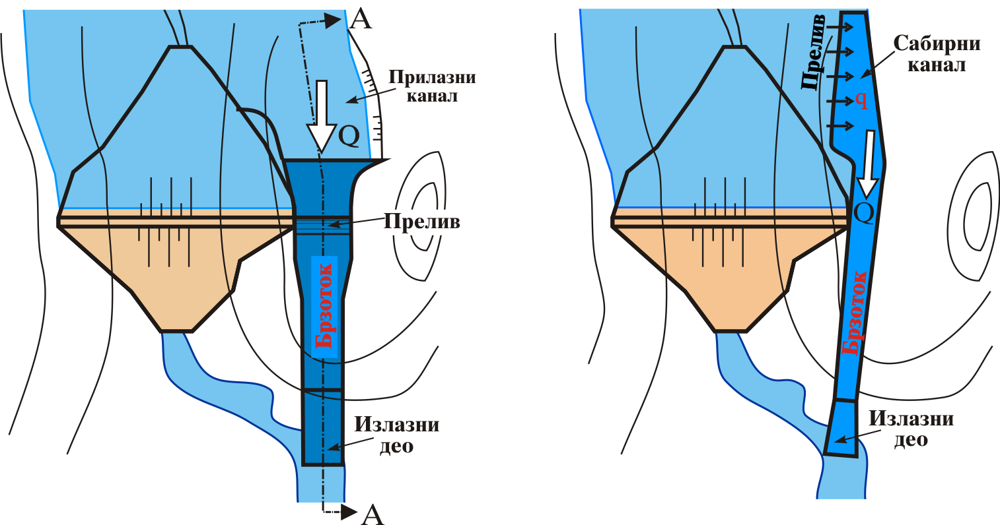 A
Прилазни
канал
Q
Прелив
Брзоток
Излазни
део
A
Прелив
Сабирни
канал
q
Q
Брзоток
Излазни
део